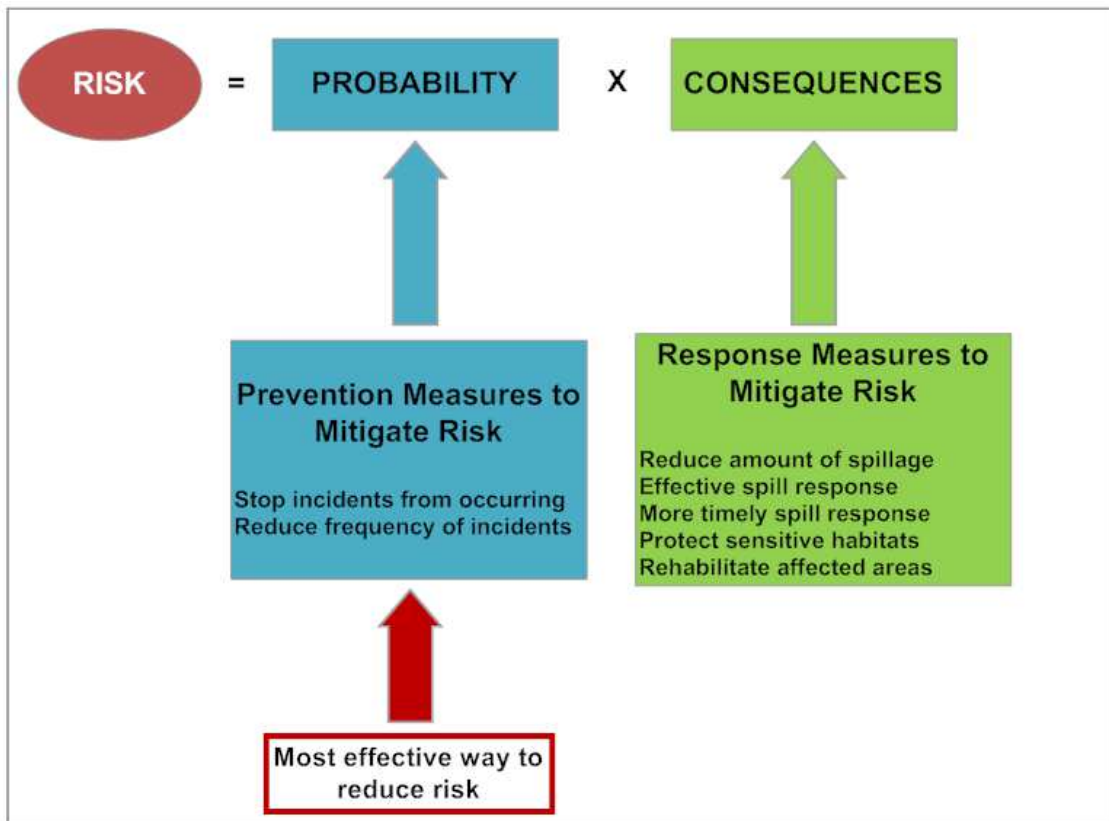 RISK = PROBABILITY X CONSEQUENCES
Prevention Measures to
Mitigate Risk
Stop incidents from occurring
Reduce frequency of incidents
Response Measures to
Mitigate Risk
Reduce amount of spillage
Effective spill response
More timely spill response
Protect sensitive habitats
Rehabilitate affected areas
Most effective way to
reduce risk